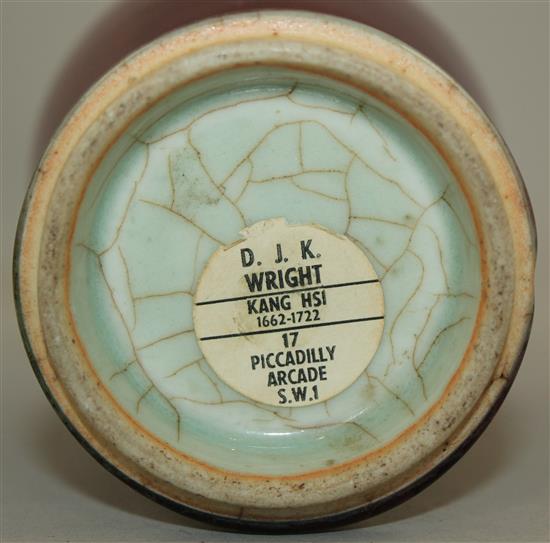 D. J. K.
WRIGHT
KANG HSI
1662-1722
17
PICCADILLY
ARCADE
S.W.1